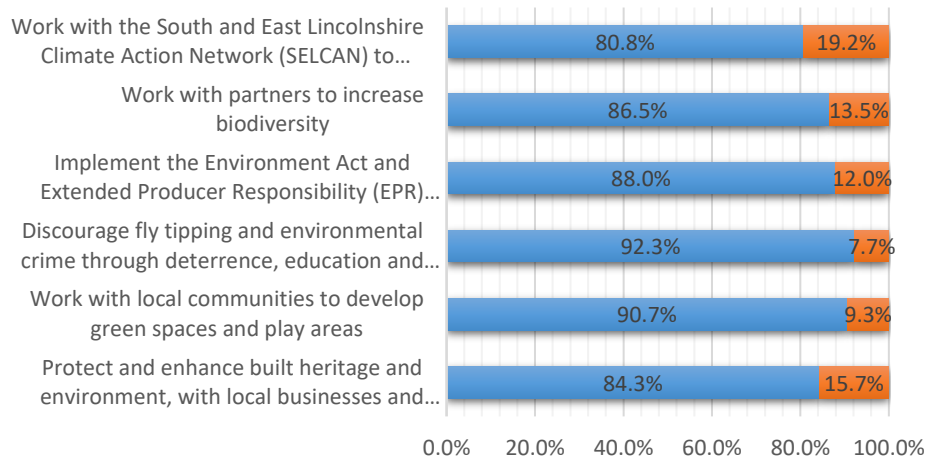 Work with the South and East Lincolnshire
Climate Action Network (SELCAN) to…
80.8%
19.2%
Work with partners to increase
biodiversity
86.5%
13.5%
Implement the Environment Act and
Extended Producer Responsibility (EPR)…
88.0%
12.0%
Discourage fly tipping and environmental
crime through deterrence, education and…
92.3%
7.7%
Work with local communities to develop
green spaces and play areas
90.7%
9.3%
Protect and enhance built heritage and
environment, with local businesses and…
84.3%
15.7%
0.0% 20.0% 40.0% 60.0% 80.0% 100.0%